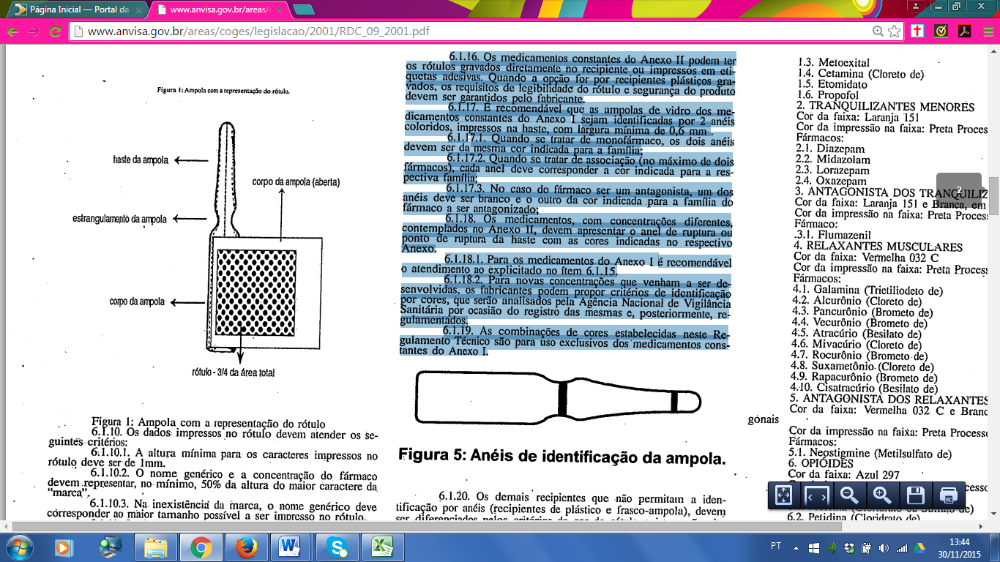 Página Inicial — Portal da
www.anvisa.gov.br/areas/
www.anvisa.gov.br/areas/coges/legislacao/2001/RDC_09_2001.pdf
Figura 1: Ampola com a representação do rótulo.
haste da ampola
corpo da ampola (aberta)
estrangulamento da ampola
corpo da ampola
rótulo - 3/4 da área total
Figura 1: Ampola com a representação do rótulo
6.1.10. Os dados impressos no rótulo devem atender os se-
guintes critérios:
6.1.10.1. A altura mínima para os caracteres impressos no
rótulo deve ser de 1mm.
6.1.10.2. O nome genérico e a concentração do fármaco
devem representar, no mínimo, 50% da altura do maior caractere da
“marca”.
6.1.10.3. Na inexistência da marca, o nome genérico deve
corresponder ao maior tamanho possível a ser impresso no rótulo.
6.1.16. Os medicamentos constantes do Anexo II podem ter
os rótulos gravados diretamente no recipiente ou impressos em eti-
quetas adesivas. Quando a opção for por recipientes plásticos gra-
vados, os requisitos de legibilidade do rótulo e segurança do produto
devem ser garantidos pelo fabricante.
6.1.17. É recomendável que as ampolas de vidro dos me-
dicamentos constantes do Anexo I sejam identificadas por 2 anéis
coloridos, impressos na haste, com largura mínima de 0,6 mm .
6.1.17.1. Quando se tratar de monofármaco, os dois anéis
devem ser da mesma cor indicada para a família;
6.1.17.2. Quando se tratar de associação (no máximo de dois
fármacos), cada anel deve corresponder a cor indicada para a res-
pectiva família;
6.1.17.3. No caso do fármaco ser um antagonista, um dos
anéis deve ser branco e o outro da cor indicada para a família do
fármaco a ser antagonizado;
6.1.18. Os medicamentos, com concentrações diferentes,
contemplados no Anexo II, devem apresentar o anel de ruptura ou
ponto de ruptura da haste com as cores indicadas no respectivo
Anexo.
6.1.18.1. Para os medicamentos do Anexo I é recomendável
o atendimento ao explicitado no ítem 6.1.15.
6.1.18.2. Para novas concentrações que venham a ser de-
senvolvidas, os fabricantes podem propor critérios de identificação
por cores, que serão analisados pela Agência Nacional de Vigilância
Sanitária por ocasião do registro das mesmas e, posteriormente, re-
gulamentados.
6.1.19. As combinações de cores estabelecidas neste Re-
gulamento Técnico são para uso exclusivos dos medicamentos cons-
tantes do Anexo I.
Figura 5: Anéis de identificação da ampola.
6.1.20. Os demais recipientes que não permitam a iden-
tificação por anéis (recipientes de plástico e frasco-ampola), devem
gonais
1.3. Metoexital
1.4. Cetamina (Cloreto de)
1.5. Etomidato
1.6. Propofol
2. TRANQUILIZANTES MENORES
Cor da faixa: Laranja 151
Cor da impressão na faixa: Preta Proces
Fármacos:
2.1. Diazepam
2.2. Midazolam
2.3. Lorazepam
2.4. Oxazepam
3. ANTAGONISTA DOS TRANQUILIZ
Cor da faixa: Laranja 151 e Branca, em
Cor da impressão na faixa: Preta Proces
Fármaco:
.3.1. Flumazenil
4. RELAXANTES MUSCULARES
Cor da faixa: Vermelha 032 C
Cor da impressão na faixa: Preta Process
Fármacos:
4.1. Galamina (Trietiliodeto de)
4.2. Alcurônio (Cloreto de)
4.3. Pancurônio (Brometo de)
4.4. Vecurônio (Brometo de)
4.5. Atracúrio (Besilato de)
4.6. Mivacúrio (Cloreto de)
4.7. Rocurônio (Brometo de)
4.8. Suxametônio (Cloreto de)
4.9. Rapacurônio (Brometo de)
4.10. Cisatracúrio (Besilato de)
5. ANTAGONISTA DOS RELAXANTES
Cor da faixa: Vermelha 032 C e Branc
Cor da impressão na faixa: Preta Processo
Fármacos:
5.1. Neostigmine (Metilsulfato de)
6. OPIÓIDES
Cor da faixa: Azul 297
6.2. Petidina (Cloridrato de)
2
PT
13:44
30/11/2015